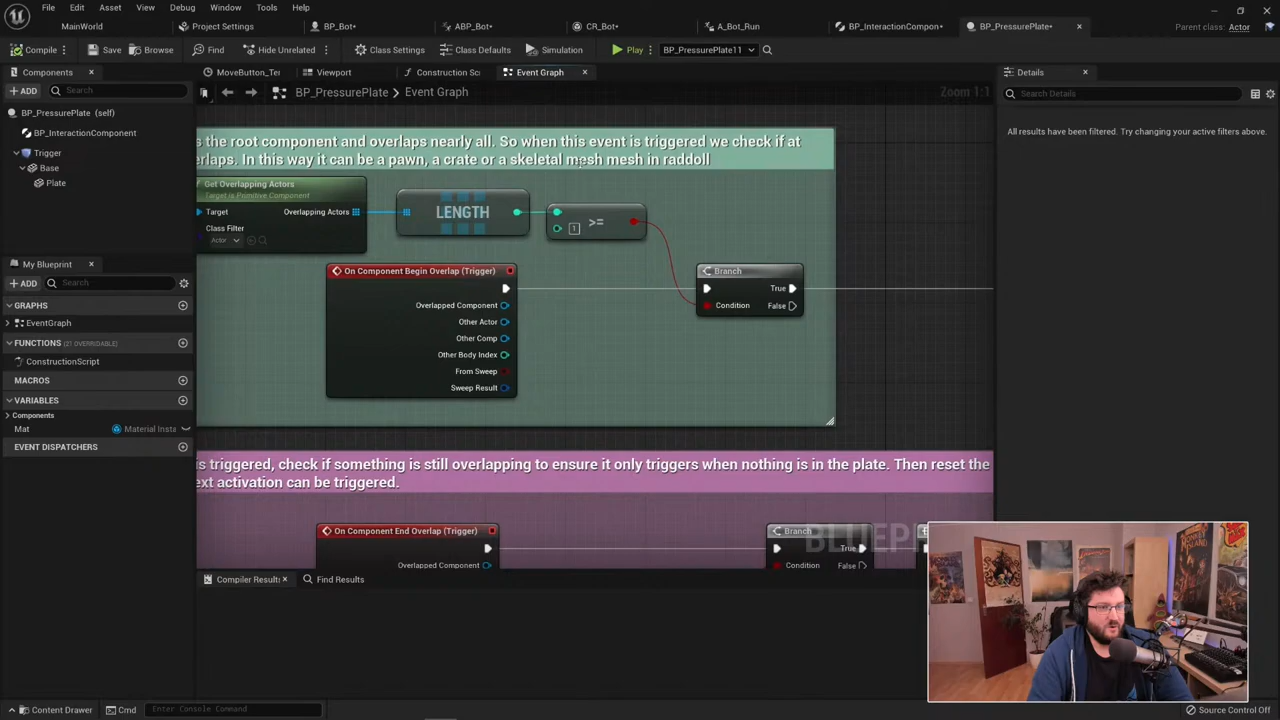 File Edit Asset View Debug Window Tools Help
MainWorld
Project Settings
BP_Bot*
ABP_Bot*
CR_Bot*
A_Bot_Run
BP_InteractionCompon*
BP_PressurePlate*
Parent class: Actor
Compile
Save
Browse
Find
Hide Unrelated
Class Settings
Class Defaults
Simulation
Play
BP_PressurePlate11
Components
MoveButton_Te
Viewport
Construction Sc
Event Graph
Details
ADD
Search
BP_PressurePlate > Event Graph
Zoom 1:1
Search Details
BP_PressurePlate (self)
BP_InteractionComponent
Trigger
Base
Plate
All results have been filtered. Try changing your active filters above.
s the root component and overlaps nearly all. So when this event is triggered we check if at
erlaps. In this way it can be a pawn, a crate or a skeletal mesh mesh in raddoll
Get Overlapping Actors
Target is Primitive Component
Target
Overlapping Actors
Class Filter
Actor
LENGTH
1
>=
On Component Begin Overlap (Trigger)
Overlapped Component
Other Actor
Other Comp
Other Body Index
From Sweep
Sweep Result
Branch
True
Condition
False
My Blueprint
ADD
Search
GRAPHS
EventGraph
FUNCTIONS (21 OVERRIDABLE)
ConstructionScript
MACROS
VARIABLES
Components
Mat
Material Insta
EVENT DISPATCHERS
is triggered, check if something is still overlapping to ensure it only triggers when nothing is in the plate. Then reset the
ext activation can be triggered.
On Component End Overlap (Trigger)
Overlapped Component
Branch
True
Condition
False
BLUEPR
Compiler Results
Find Results
Content Drawer
Cmd
Enter Console Command
Source Control Off